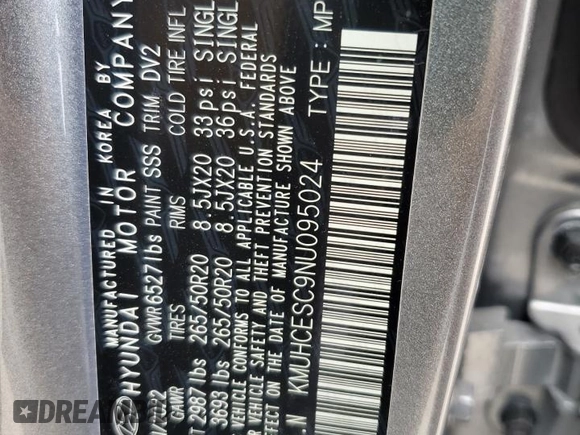 MANUFACTURED IN KOREA BY
HYUNDAI MOTOR COMPANY
GVWR 6527lbs PAINT SSS TRIM DV2
GAWR TIRES RIMS COLD TIRE INFL
2987 lbs 265/50R20 8.5JX20 33psi SINGL
3693 lbs 265/50R20 8.5JX20 36psi SINGL
VEHICLE CONFORMS TO ALL APPLICABLE U.S.A. FEDERAL
VEHICLE SAFETY AND THEFT PREVENTION STANDARDS
ON THE DATE OF MANUFACTURE SHOWN ABOVE
KMUHCESC9NU095024 TYPE : MP
DREAM